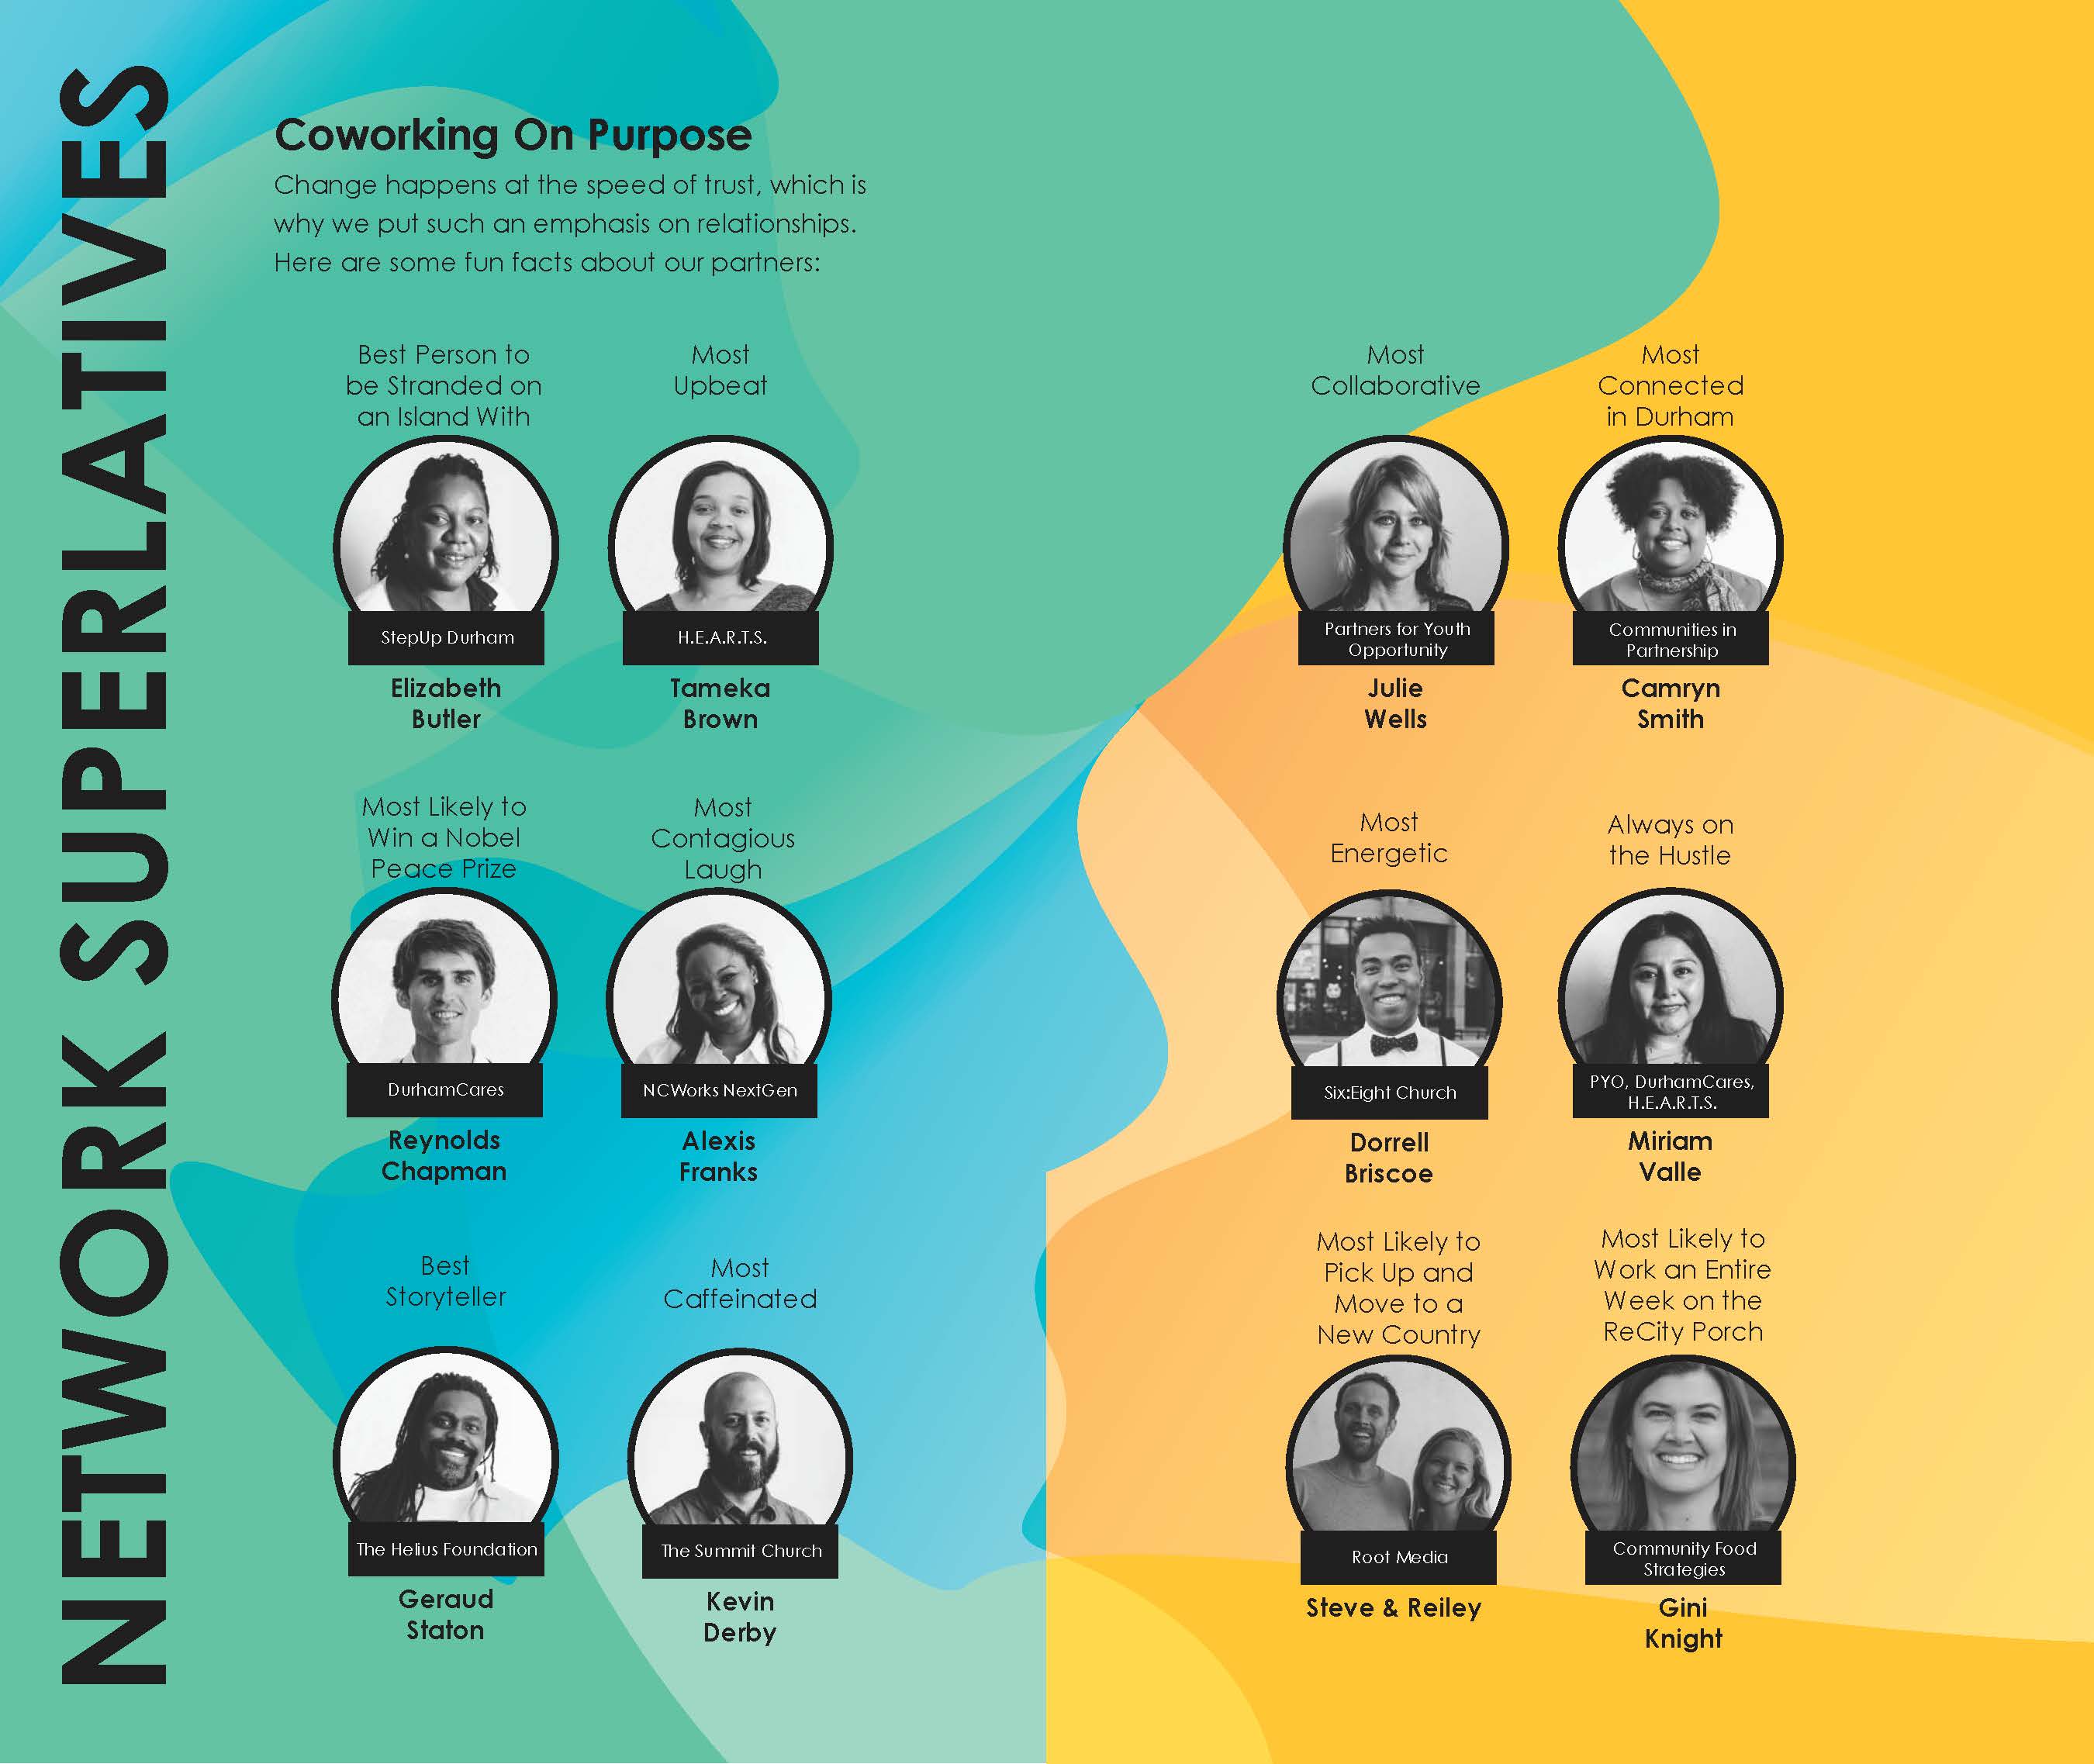 NETWORK SUPERLATIVES
Coworking On Purpose
Change happens at the speed of trust, which is
why we put such an emphasis on relationships.
Here are some fun facts about our partners:
Best Person to
be Stranded on
an Island With
StepUp Durham
Elizabeth
Butler
Most
Upbeat
H.E.A.R.T.S.
Tameka
Brown
Most
Collaborative
Partners for Youth
Opportunity
Julie
Wells
Most
Connected
in Durham
Communities in
Partnership
Camryn
Smith
Most Likely to
Win a Nobel
Peace Prize
DurhamCares
Reynolds
Chapman
Most
Contagious
Laugh
NCWorks NextGen
Alexis
Franks
Most
Energetic
Six:Eight Church
Dorrell
Briscoe
Always on
the Hustle
PYO, DurhamCares,
H.E.A.R.T.S.
Miriam
Valle
Best
Storyteller
The Helius Foundation
Geraud
Staton
Most
Caffeinated
The Summit Church
Kevin
Derby
Most Likely to
Pick Up and
Move to a
New Country
Root Media
Steve & Reiley
Most Likely to
Work an Entire
Week on the
ReCity Porch
Community Food
Strategies
Gini
Knight